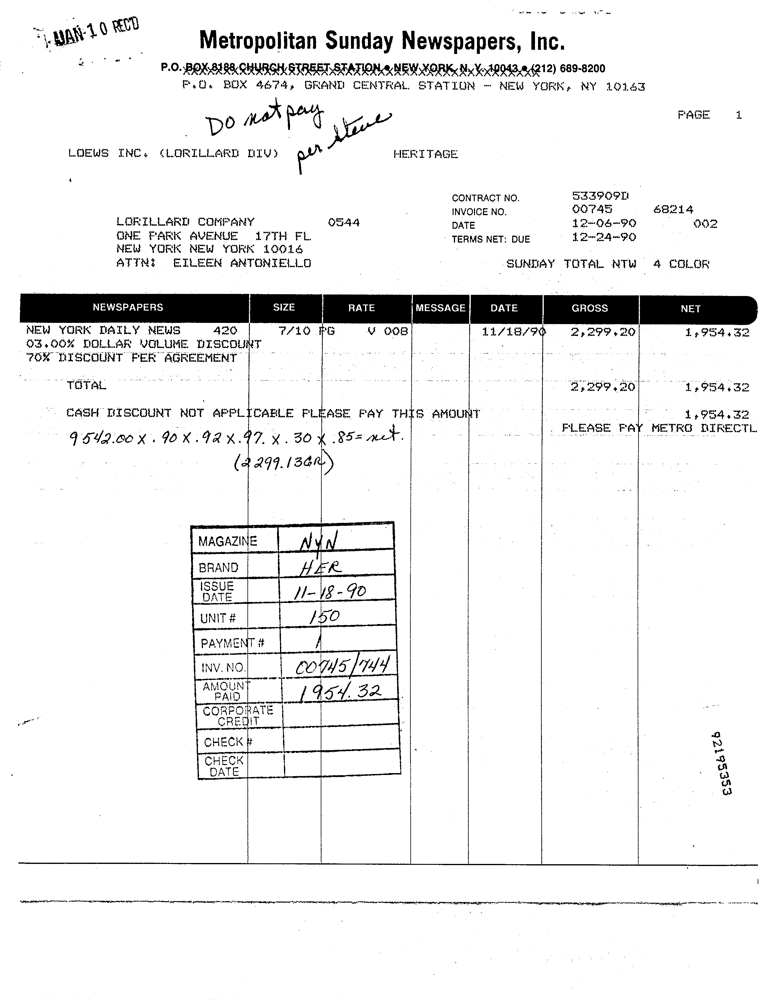 JAN 10 REC'D
Metropolitan Sunday Newspapers, Inc.
P.O. BOX 8188 CHURCH STREET STATION • NEW YORK, N.Y. 10043 • (212) 689-8200
P.O. BOX 4674, GRAND CENTRAL STATION - NEW YORK, NY 10163
DO not pay
per Steve
PAGE 1
LOEWS INC. (LORILLARD DIV) HERITAGE
CONTRACT NO. 533909D
INVOICE NO. 00745 68214
LORILLARD COMPANY 0544 DATE 12-06-90 002
ONE PARK AVENUE 17TH FL TERMS NET: DUE 12-24-90
NEW YORK NEW YORK 10016
ATTN: EILEEN ANTONIELLO SUNDAY TOTAL NTW 4 COLOR
NEWSPAPERS SIZE RATE MESSAGE DATE GROSS NET
NEW YORK DAILY NEWS 420 7/10 PG V 00B 11/18/90 2,299.20 1,954.32
03.00% DOLLAR VOLUME DISCOUNT
70% DISCOUNT PER AGREEMENT
TOTAL 2,299.20 1,954.32
CASH DISCOUNT NOT APPLICABLE PLEASE PAY THIS AMOUNT 1,954.32
PLEASE PAY METRO DIRECTL
9542.00 X .90 X .92 X .97 X .30 X .85 = net.
(2299.13GR)
MAGAZINE NYN
BRAND HER
ISSUE DATE 11-18-90
UNIT # 150
PAYMENT # 1
INV. NO. 00745/744
AMOUNT PAID 1954.32
CORPORATE CREDIT
CHECK #
CHECK DATE
92195353